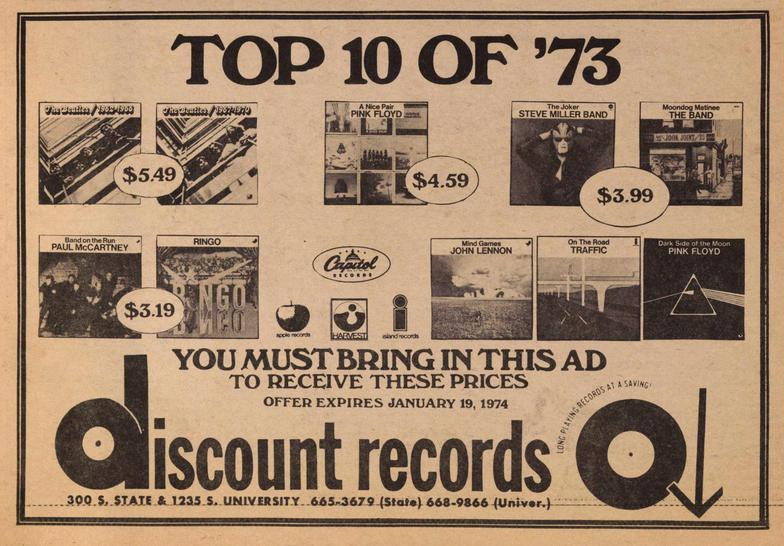 TOP 10 OF '73
The Beatles / 1962-1966
The Beatles / 1967-1970
$5.49
A Nice Pair
PINK FLOYD
$4.59
The Joker
STEVE MILLER BAND
Moondog Matinee
THE BAND
$3.99
Band on the Run
PAUL McCARTNEY
RINGO
RINGO
$3.19
Capitol
RECORDS
apple records
HARVEST
island records
Mind Games
JOHN LENNON
On The Road
TRAFFIC
Dark Side of the Moon
PINK FLOYD
YOU MUST BRING IN THIS AD
TO RECEIVE THESE PRICES
OFFER EXPIRES JANUARY 19, 1974
LONG PLAYING RECORDS AT A SAVING!
discount records
300 S. STATE & 1235 S. UNIVERSITY 665-3679 (State) 668-9866 (Univer.)